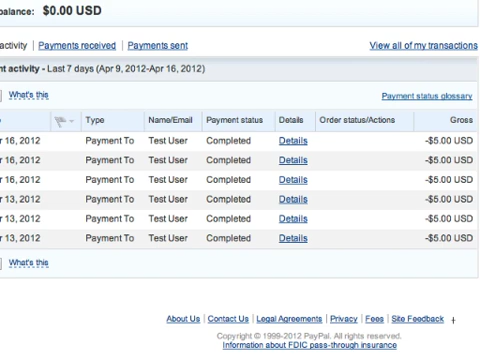 balance: $0.00 USD
activity | Payments received | Payments sent View all of my transactions
nt activity - Last 7 days (Apr 9, 2012-Apr 16, 2012)
What's this Payment status glossary
e Type Name/Email Payment status Details Order status/Actions Gross
r 16, 2012 Payment To Test User Completed Details -$5.00 USD
r 16, 2012 Payment To Test User Completed Details -$5.00 USD
r 16, 2012 Payment To Test User Completed Details -$5.00 USD
r 13, 2012 Payment To Test User Completed Details -$5.00 USD
r 13, 2012 Payment To Test User Completed Details -$5.00 USD
r 13, 2012 Payment To Test User Completed Details -$5.00 USD
What's this
About Us | Contact Us | Legal Agreements | Privacy | Fees | Site Feedback
Copyright © 1999-2012 PayPal. All rights reserved.
Information about FDIC pass-through insurance